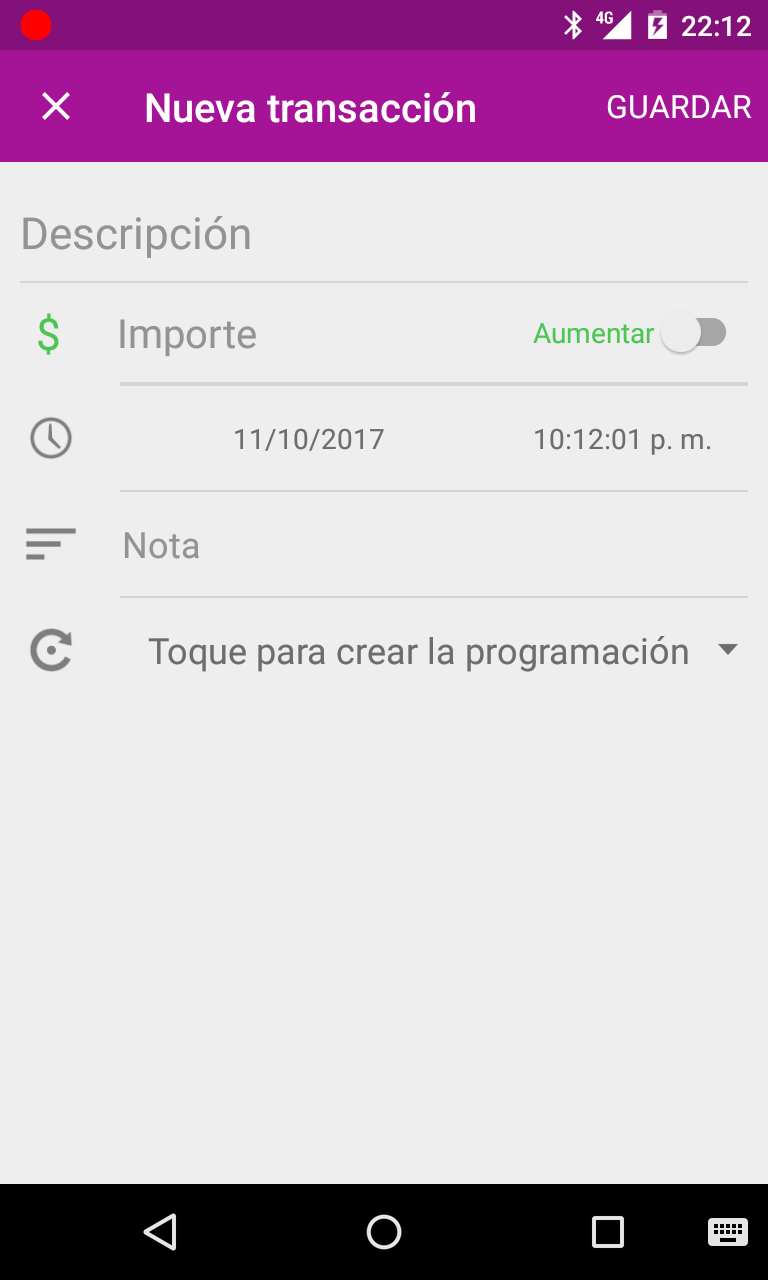 4G 22:12
Nueva transacción GUARDAR
Descripción
$ Importe Aumentar
11/10/2017 10:12:01 p. m.
Nota
Toque para crear la programación